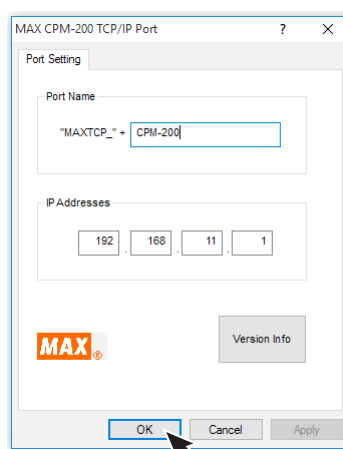 MAX CPM-200 TCP/IP Port ? X
Port Setting
Port Name
"MAXTCP_" + CPM-200
IP Addresses
192 . 168 . 11 . 1
MAX ®
Version Info
OK Cancel Apply